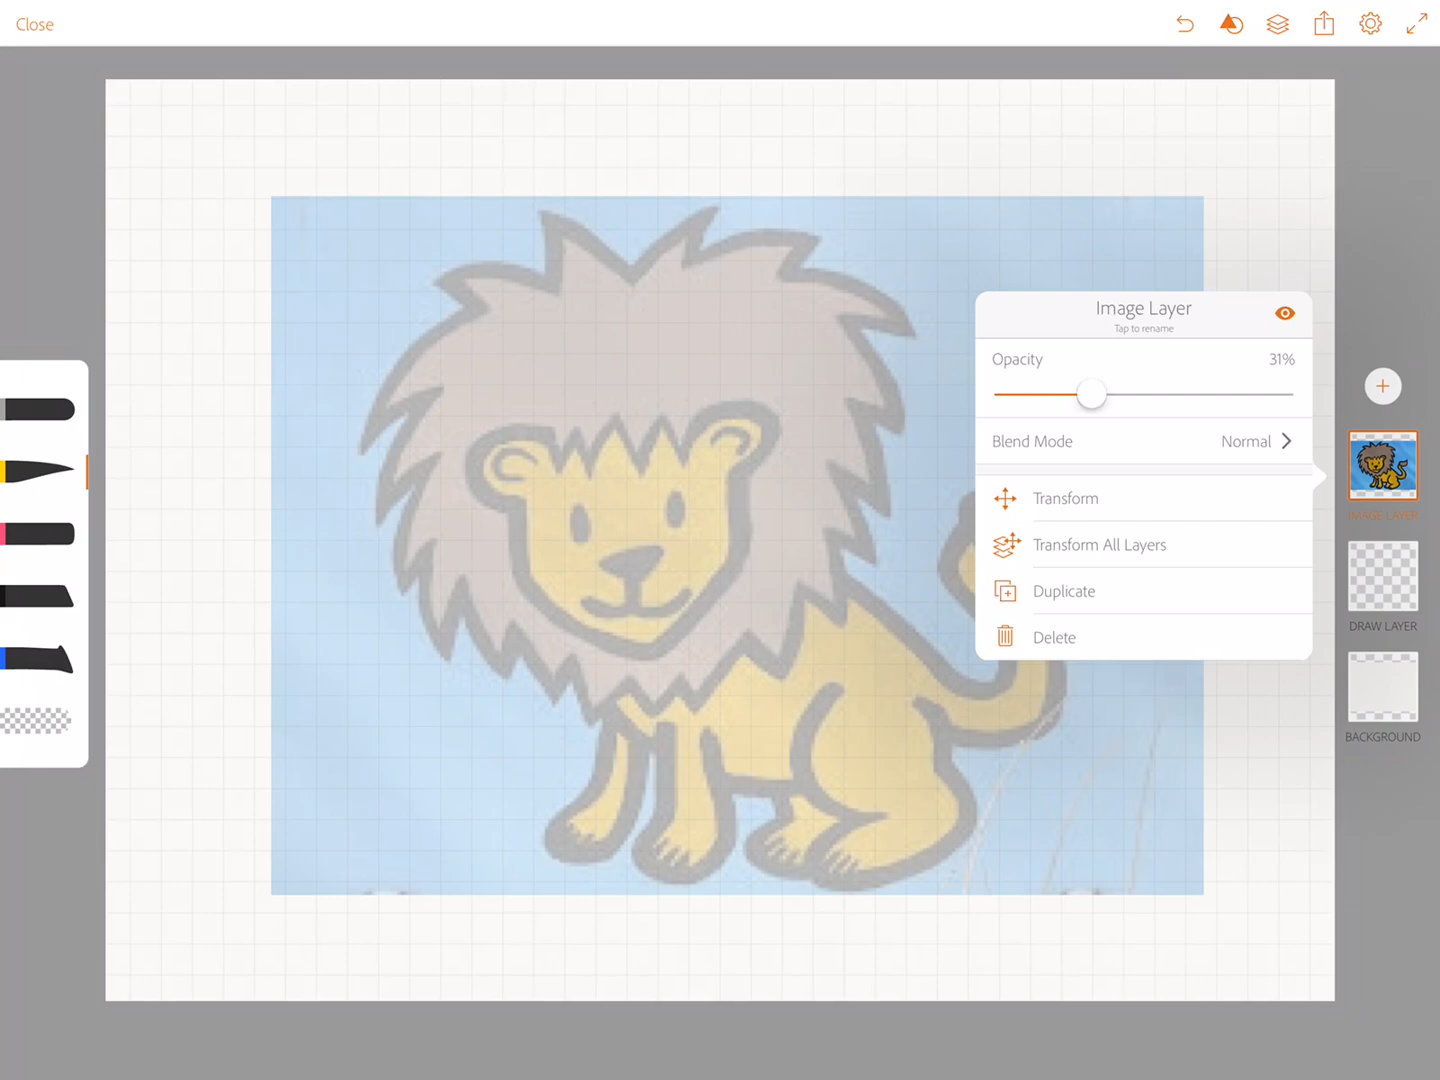 Close
Image Layer
Tap to rename
Opacity 31%
Blend Mode Normal
Transform
Transform All Layers
Duplicate
Delete
IMAGE LAYER
DRAW LAYER
BACKGROUND